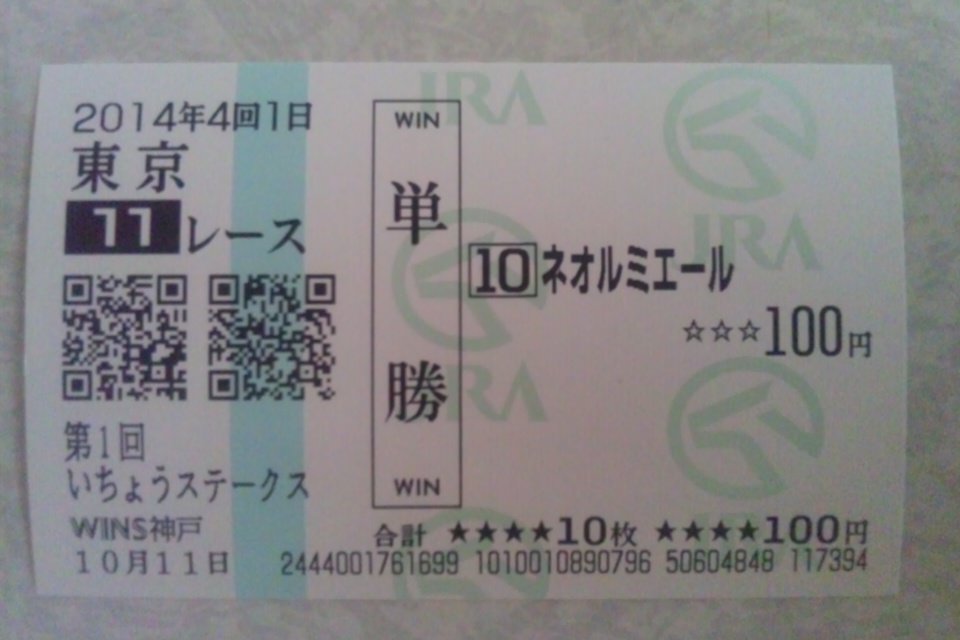 2014年4回1日
東京
11レース
第1回
いちょうステークス
WINS神戸
10月11日
WIN
単勝
WIN
10 ネオルミエール
☆☆☆100円
合計 ★★★★10枚 ★★★★100円
2444001761699 1010010890796 50604848 117394
JRA
JRA
JRA